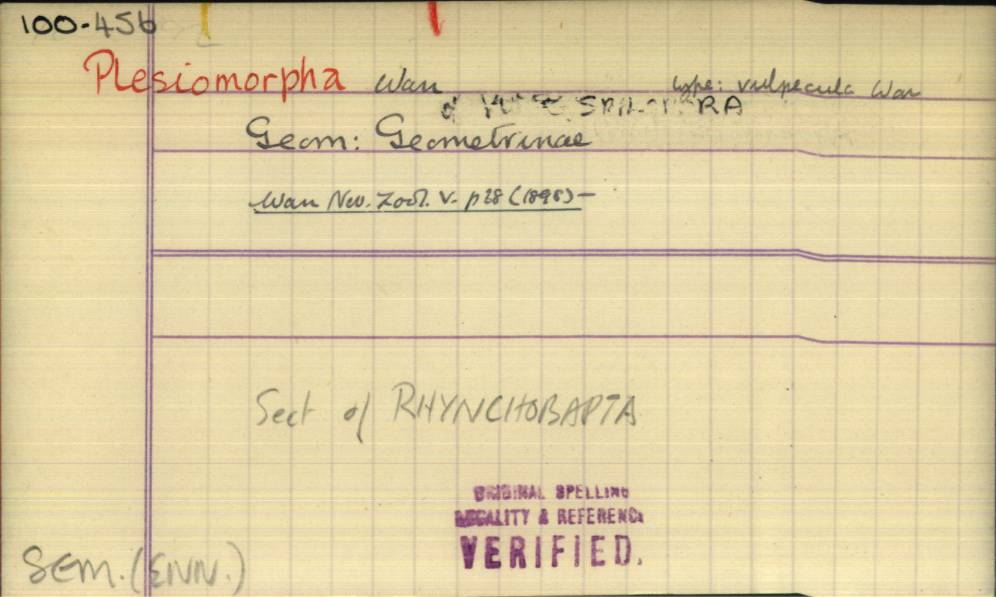 100-456
Plesiomorpha Warr type: vulpecula Warr
Geom: Geometrinae
Warr Nov. Zool. V. p28 (1898) -
Sect of RHYNCHOBAPTA
ORIGINAL SPELLING
LEGALITY & REFERENCE
VERIFIED.
SEM. (ENN.)